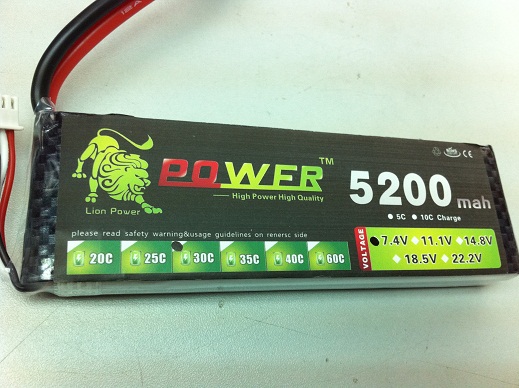 POWER™
High Power High Quality
Lion Power
5200 mah
5C 10C Charge
please read safety warning&usage guidelines on renersc side
20C 25C 30C 35C 40C 60C
VOLTAGE
7.4V 11.1V 14.8V
18.5V 22.2V